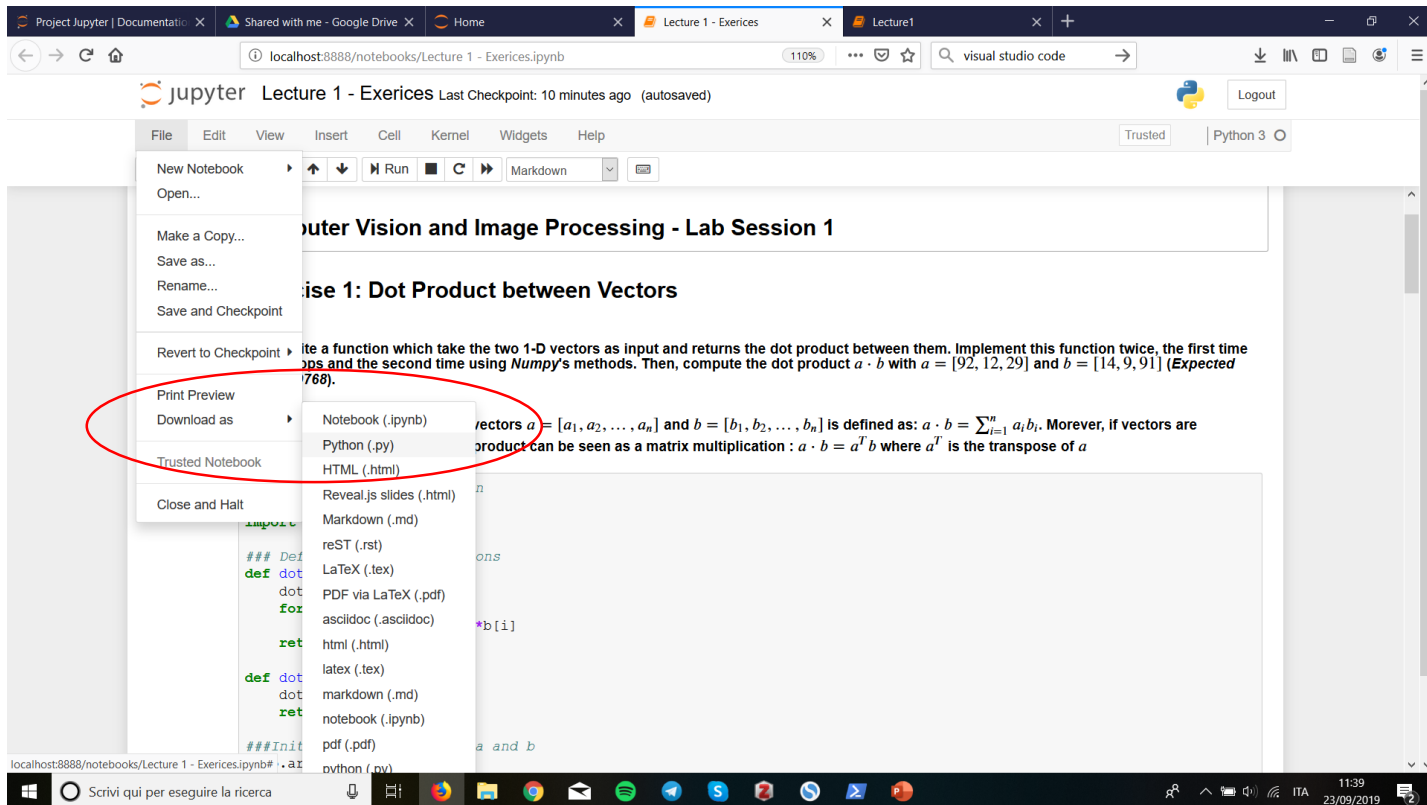 Project Jupyter | Documentatio
Shared with me - Google Drive
Home
Lecture 1 - Exerices
Lecture1
localhost:8888/notebooks/Lecture 1 - Exerices.ipynb
110%
visual studio code
jupyter Lecture 1 - Exerices Last Checkpoint: 10 minutes ago (autosaved)
Logout
File Edit View Insert Cell Kernel Widgets Help
Trusted
Python 3
Run
Markdown
New Notebook
Open...
Make a Copy...
Save as...
Rename...
Save and Checkpoint
Revert to Checkpoint
Print Preview
Download as
Trusted Notebook
Close and Halt
Notebook (.ipynb)
Python (.py)
HTML (.html)
Reveal.js slides (.html)
Markdown (.md)
reST (.rst)
LaTeX (.tex)
PDF via LaTeX (.pdf)
asciidoc (.asciidoc)
html (.html)
latex (.tex)
markdown (.md)
notebook (.ipynb)
pdf (.pdf)
python (.py)
outer Vision and Image Processing - Lab Session 1
cise 1: Dot Product between Vectors
ite a function which take the two 1-D vectors as input and returns the dot product between them. Implement this function twice, the first time
ops and the second time using Numpy's methods. Then, compute the dot product a · b with a = [92, 12, 29] and b = [14, 9, 91] (Expected
9768).
vectors a = [a₁, a₂, … , aₙ] and b = [b₁, b₂, … , bₙ] is defined as: a · b = ∑ⁿᵢ₌₁ aᵢbᵢ. Morever, if vectors are
product can be seen as a matrix multiplication : a · b = aᵀb where aᵀ is the transpose of a
n
import
### Def ons
def dot
dot
for
*b[i]
ret
def dot
dot
ret
###Init a and b
.ar
localhost:8888/notebooks/Lecture 1 - Exerices.ipynb#
Scrivi qui per eseguire la ricerca
ITA
11:39
23/09/2019